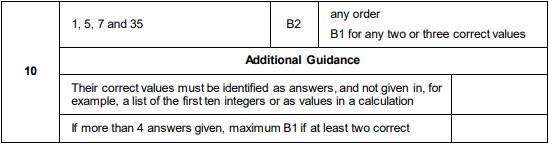 10
1, 5, 7 and 35
B2
any order
B1 for any two or three correct values
Additional Guidance
Their correct values must be identified as answers, and not given in, for
example, a list of the first ten integers or as values in a calculation
If more than 4 answers given, maximum B1 if at least two correct